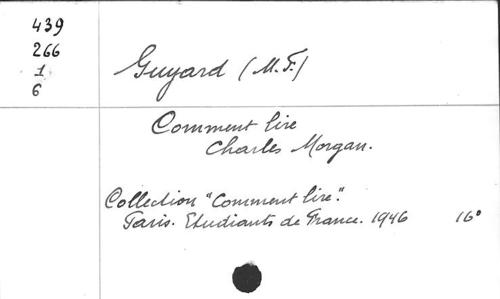 439
266
1
6
Guyard (M.F.)
Comment lire
Charles Morgan.
Collection "Comment lire".
Paris. Etudiants de France. 1946 16°